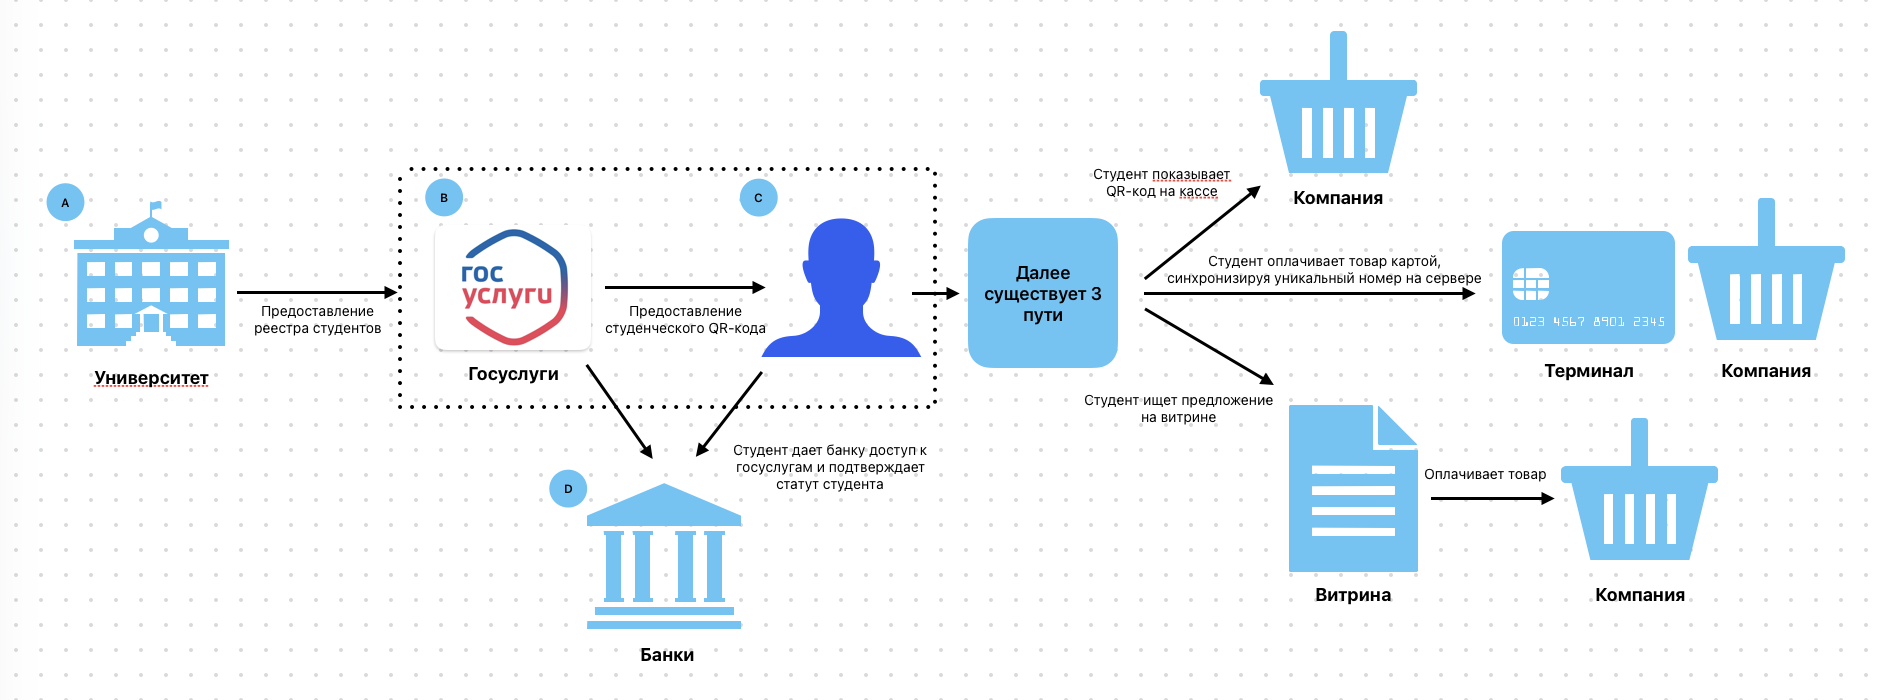 A
Университет
Предоставление
реестра студентов
B
гос
услуги
Госуслуги
Предоставление
студенческого QR-кода
C
D
Банки
Студент дает банку доступ к
госуслугам и подтверждает
статут студента
Далее
существует 3
пути
Студент показывает
QR-код на кассе
Компания
Студент оплачивает товар картой,
синхронизируя уникальный номер на сервере
0123 4567 8901 2345
Терминал
Компания
Студент ищет предложение
на витрине
Витрина
Оплачивает товар
Компания